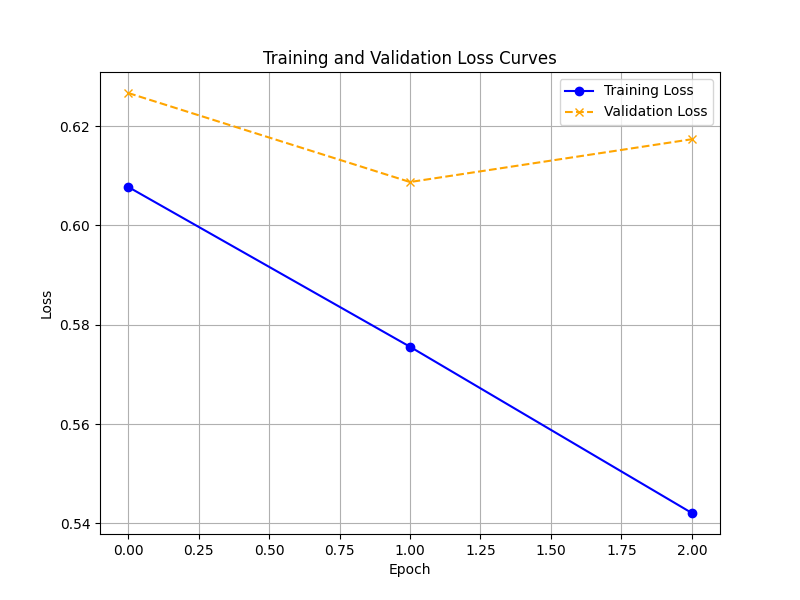 Training and Validation Loss Curves
Training Loss
Validation Loss
0.62
0.60
0.58
0.56
0.54
Loss
0.00 0.25 0.50 0.75 1.00 1.25 1.50 1.75 2.00
Epoch